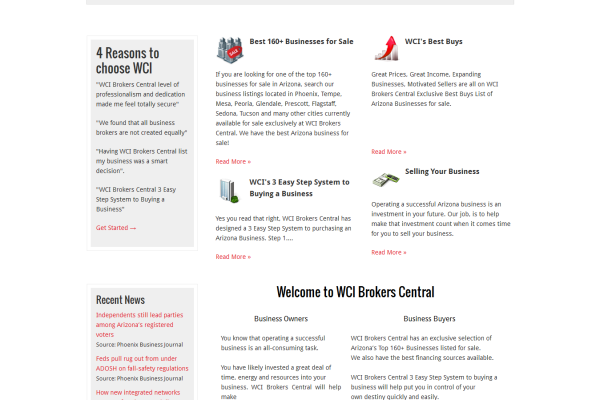 4 Reasons to
choose WCI
"WCI Brokers Central level of
professionalism and dedication
made me feel totally secure"
"We found that all business
brokers are not created equally"
"Having WCI Brokers Central list
my business was a smart
decision".
"WCI Brokers Central 3 Easy
Step System to Buying a
Business"
Get Started →
Best 160+ Businesses for Sale
If you are looking for one of the top 160+
businesses for sale in Arizona, search our
business listings located in Phoenix, Tempe,
Mesa, Peoria, Glendale, Prescott, Flagstaff,
Sedona, Tucson and many other cities currently
available for sale exclusively at WCI Brokers
Central. We have the best Arizona business for
sale!
Read More »
WCI's Best Buys
Great Prices, Great Income, Expanding
Businesses, Motivated Sellers are all on WCI
Brokers Central Exclusive Best Buys List of
Arizona Businesses for sale.
Read More »
WCI's 3 Easy Step System to
Buying a Business
Yes you read that right, WCI Brokers Central has
designed a 3 Easy Step System to purchasing an
Arizona Business. Step 1....
Read More »
Selling Your Business
Operating a successful Arizona business is an
investment in your future. Our job, is to help
make that investment count when it comes time
for you to sell your business.
Read More »
Recent News
Independents still lead parties
among Arizona's registered
voters
Source: Phoenix Business Journal
Feds pull rug out from under
ADOSH on fall-safety regulations
Source: Phoenix Business Journal
How new integrated networks
Welcome to WCI Brokers Central
Business Owners
You know that operating a successful
business is an all-consuming task.
You have likely invested a great deal of
time, energy and resources into your
business, WCI Brokers Central will help
make
Business Buyers
WCI Brokers Central has an exclusive selection of
Arizona's Top 160+ Businesses listed for sale.
We also have the best financing sources available.
WCI Brokers Central 3 Easy Step System to buying a
business will help put you in control of your
own destiny quickly and easily.